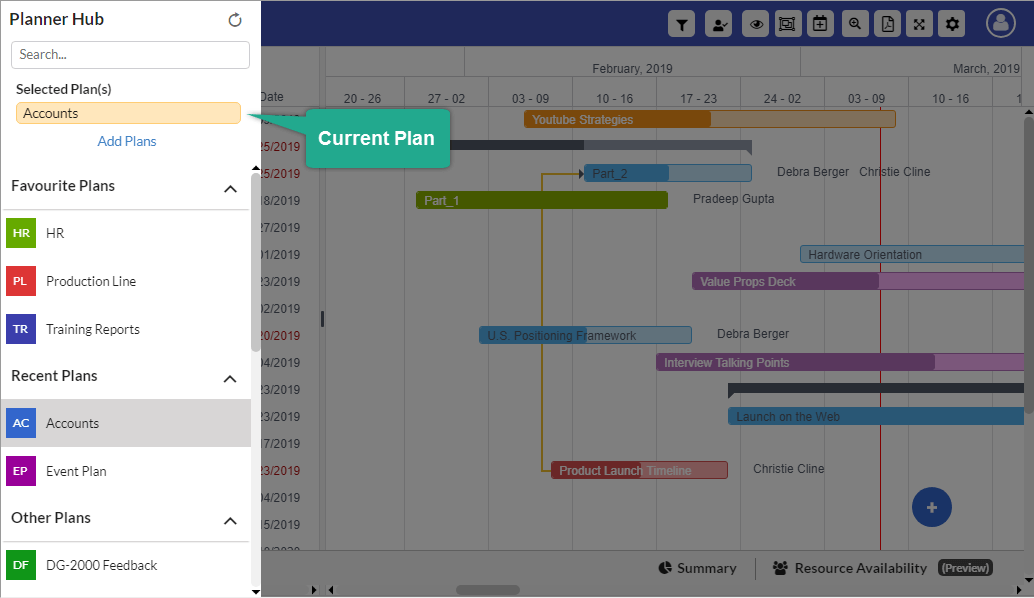 Planner Hub
Search...
Selected Plan(s)
Accounts
Add Plans
Favourite Plans
HR HR
PL Production Line
TR Training Reports
Recent Plans
AC Accounts
EP Event Plan
Other Plans
DF DG-2000 Feedback
Current Plan
February, 2019 March, 2019
Date 20 - 26 27 - 02 03 - 09 10 - 16 17 - 23 24 - 02 03 - 09 10 - 16 1
Youtube Strategies
25/2019
25/2019 Part_2 Debra Berger Christie Cline
18/2019 Part_1 Pradeep Gupta
27/2019
01/2019 Hardware Orientation
23/2019 Value Props Deck
02/2019
20/2019 U.S. Positioning Framework Debra Berger
04/2019 Interview Talking Points
23/2019
23/2019 Launch on the Web
17/2019
23/2019 Product Launch Timeline Christie Cline
04/2019
15/2019
Summary Resource Availability (Preview)